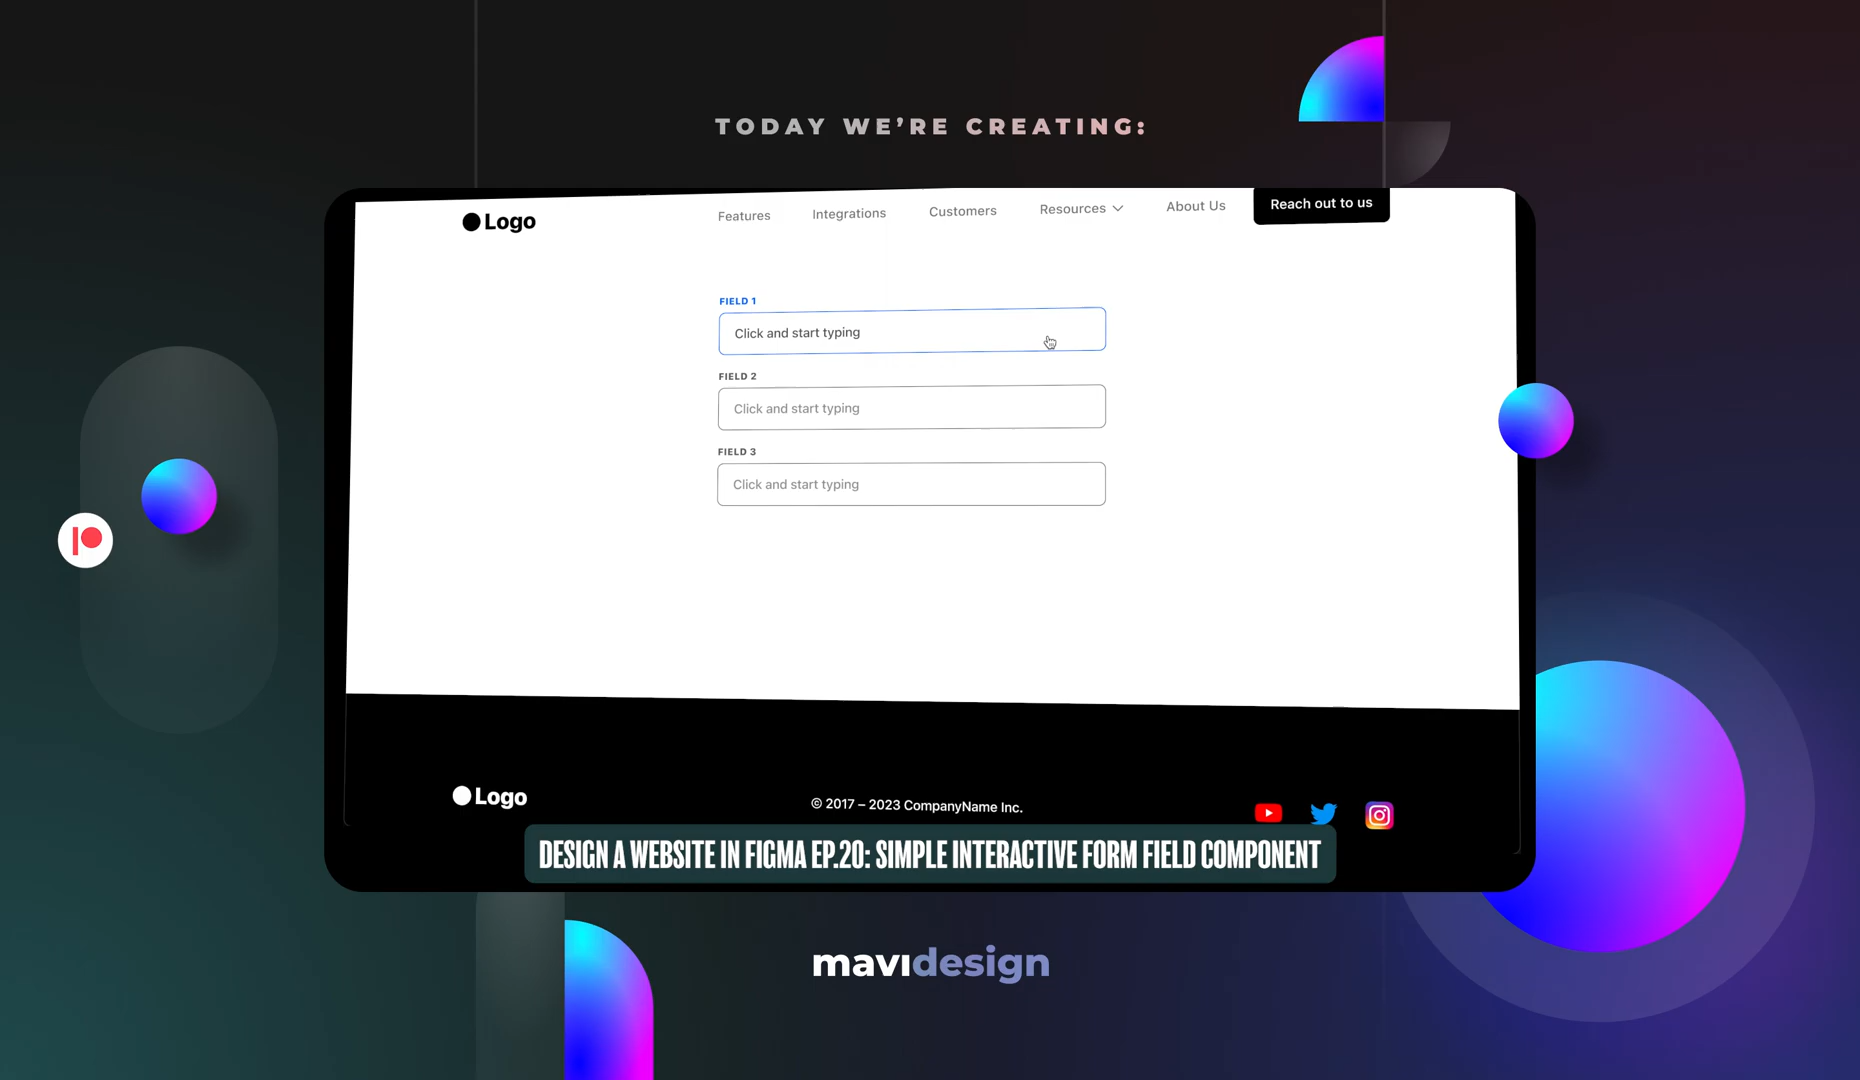 TODAY WE’RE CREATING:
Logo
Features
Integrations
Customers
Resources
About Us
Reach out to us
FIELD 1
Click and start typing
FIELD 2
Click and start typing
FIELD 3
Click and start typing
Logo
© 2017 – 2023 CompanyName Inc.
DESIGN A WEBSITE IN FIGMA EP.20: SIMPLE INTERACTIVE FORM FIELD COMPONENT
mavıdesign